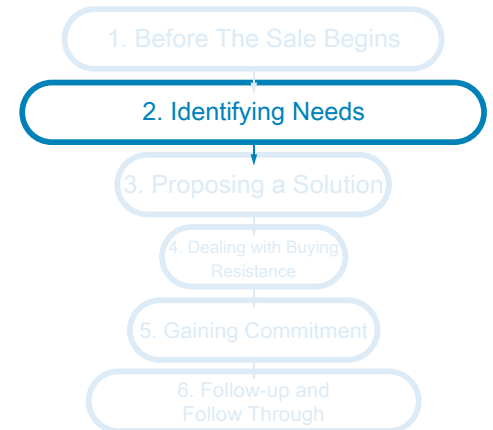 1. Before The Sale Begins
2. Identifying Needs
3. Proposing a Solution
4. Dealing with Buying
Resistance
5. Gaining Commitment
6. Follow-up and
Follow Through